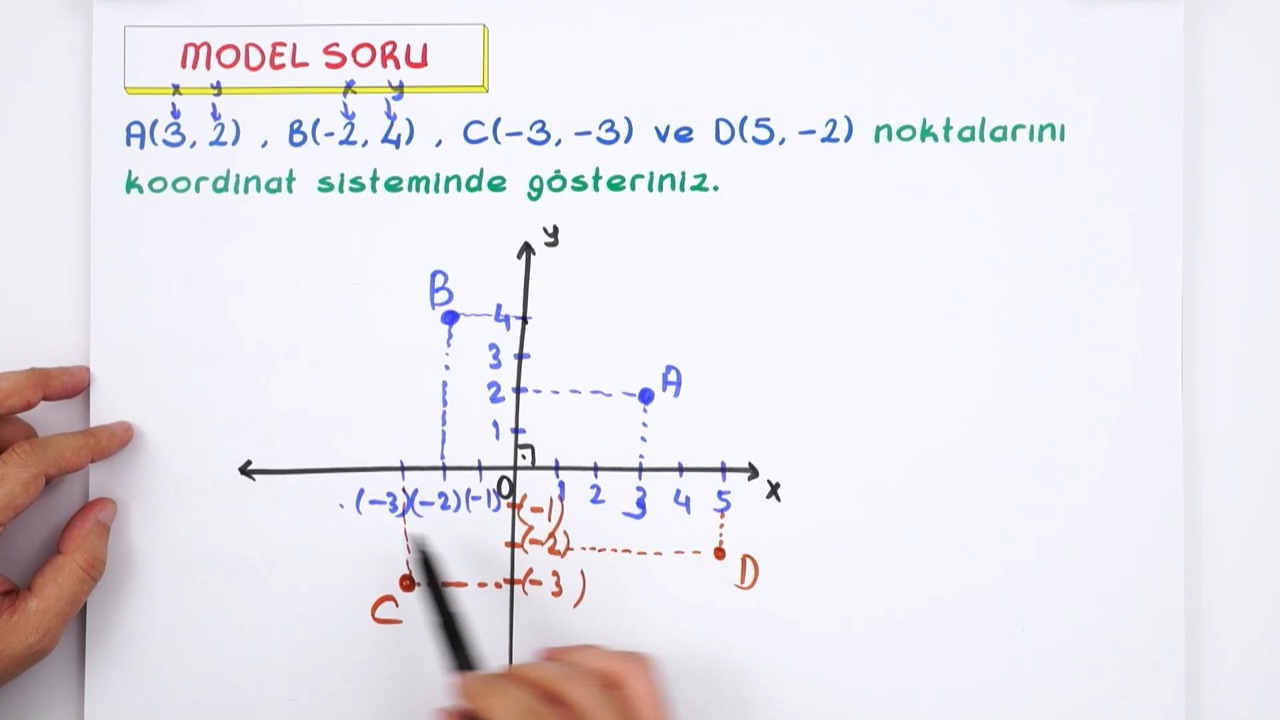 MODEL SORU
x y x y
A(3, 2) , B(-2, 4) , C(-3, -3) ve D(5, -2) noktalarını
koordinat sisteminde gösteriniz.
y
B
4
3
A
2
1
(-3)(-2)(-1) 0 1 2 3 4 5 x
(-1)
(-2)
D
(-3)
C